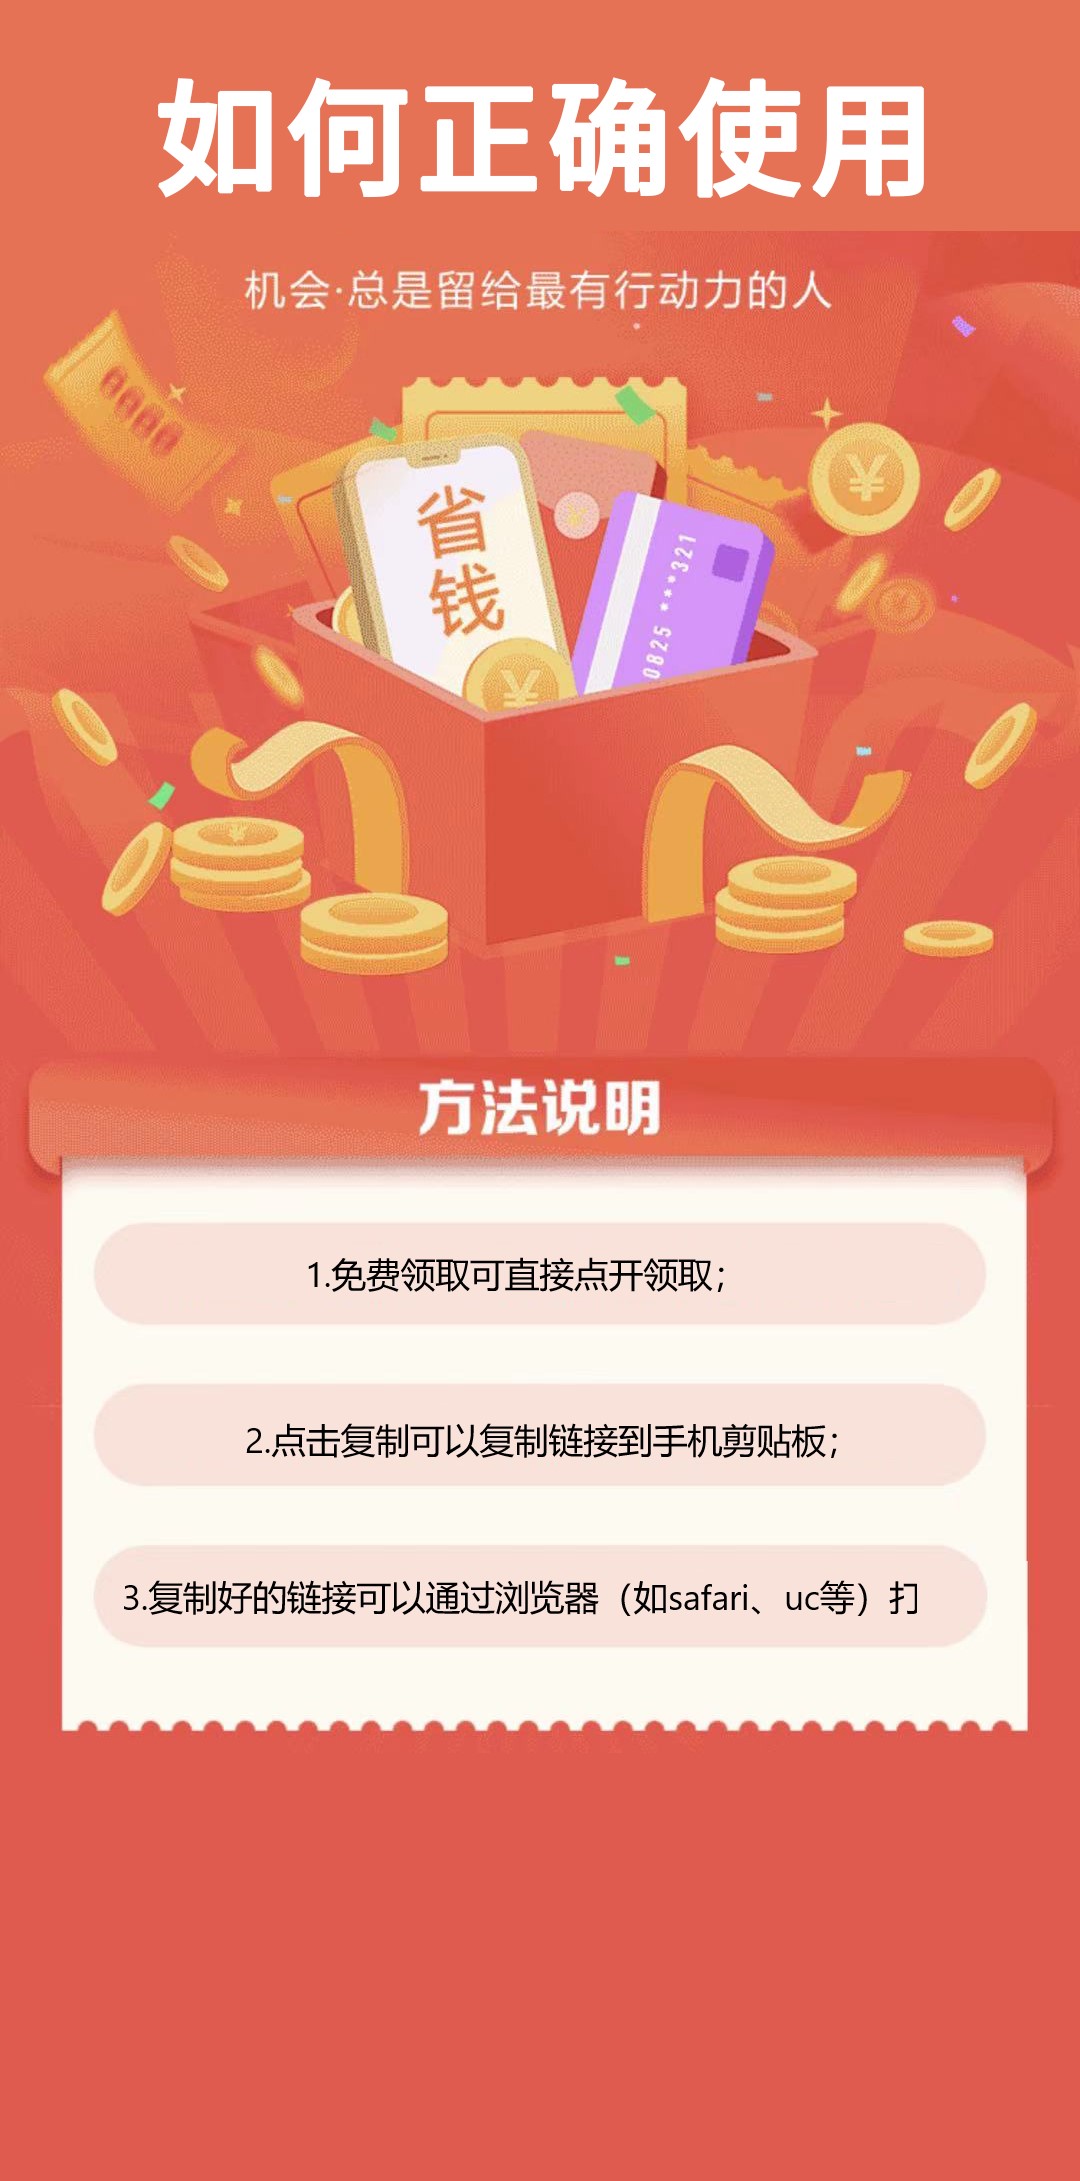 如何正确使用
机会·总是留给最有行动力的人
省
钱
¥
¥
¥
0825 ***321
¥
方法说明
1.免费领取可直接点开领取；
2.点击复制可以复制链接到手机剪贴板；
3.复制好的链接可以通过浏览器（如safari、uc等）打